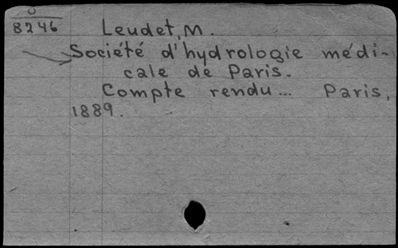 8246 Leudet, M.
Société d'hydrologie médi-
cale de Paris.
Compte rendu... Paris,
1889.